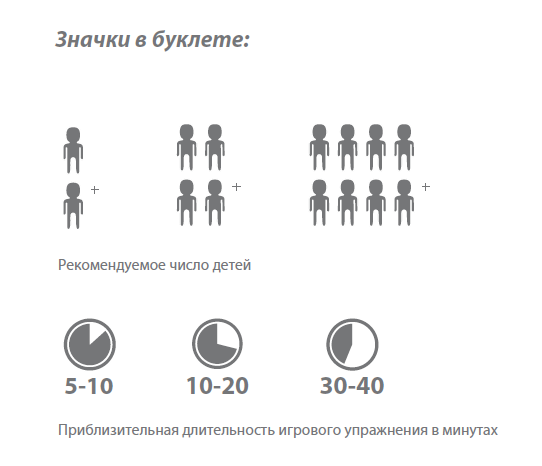 Значки в буклете:
+ + +
Рекомендуемое число детей
5-10 10-20 30-40
Приблизительная длительность игрового упражнения в минутах